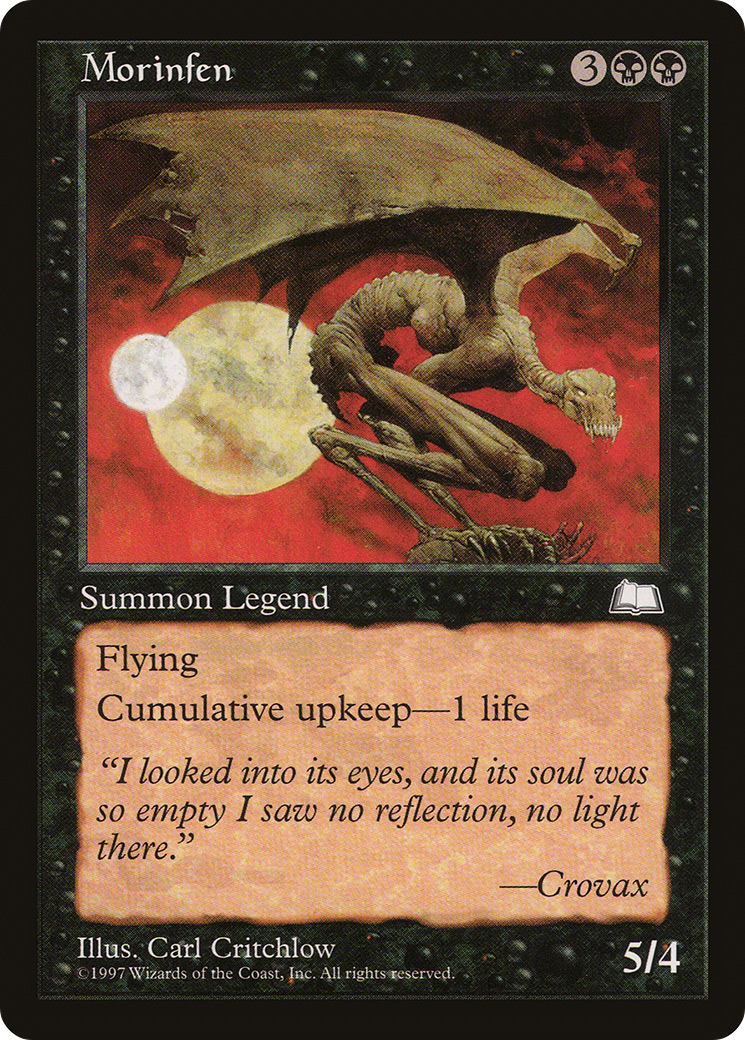 Morinfen
3
Summon Legend
Flying
Cumulative upkeep—1 life
“I looked into its eyes, and its soul was
so empty I saw no reflection, no light
there.”
—Crovax
Illus. Carl Critchlow
©1997 Wizards of the Coast, Inc. All rights reserved.
5/4